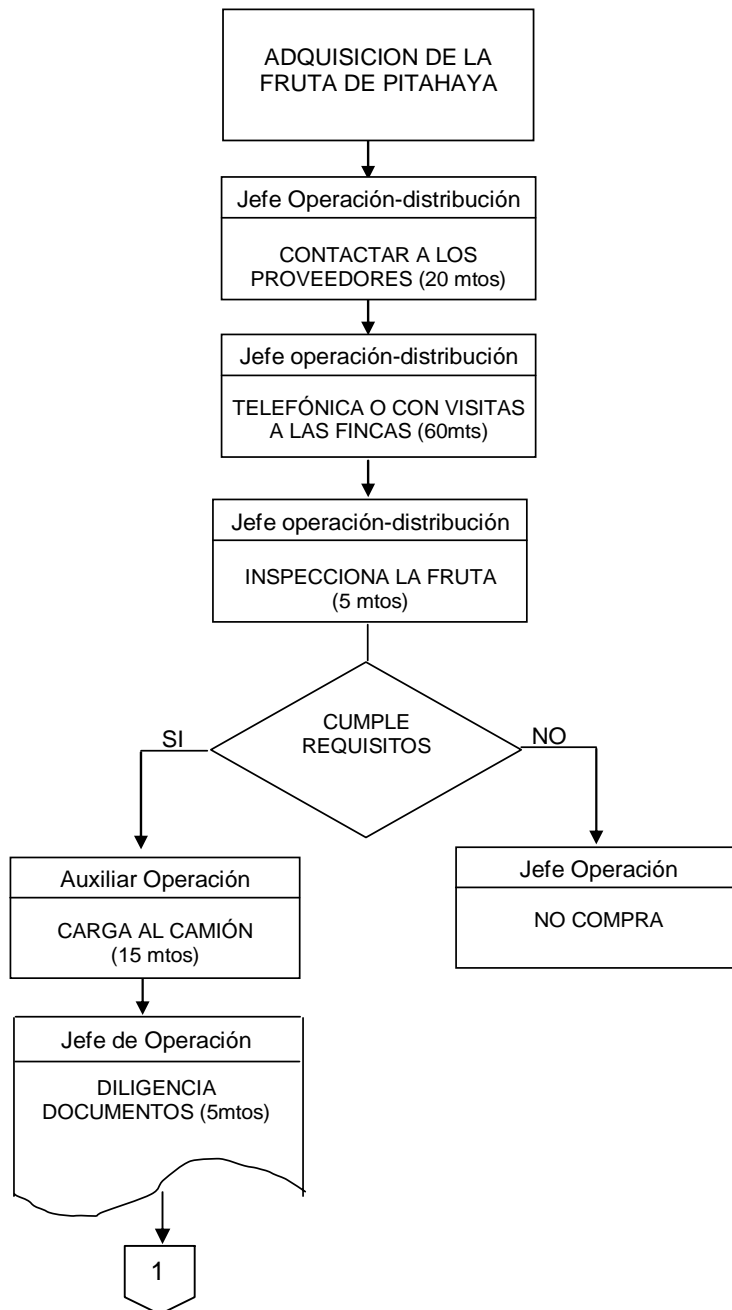 ADQUISICION DE LA
FRUTA DE PITAHAYA
Jefe Operación-distribución
CONTACTAR A LOS
PROVEEDORES (20 mtos)
Jefe operación-distribución
TELEFÓNICA O CON VISITAS
A LAS FINCAS (60mts)
Jefe operación-distribución
INSPECCIONA LA FRUTA
(5 mtos)
CUMPLE
REQUISITOS
SI
NO
Auxiliar Operación
CARGA AL CAMIÓN
(15 mtos)
Jefe Operación
NO COMPRA
Jefe de Operación
DILIGENCIA
DOCUMENTOS (5mtos)
1